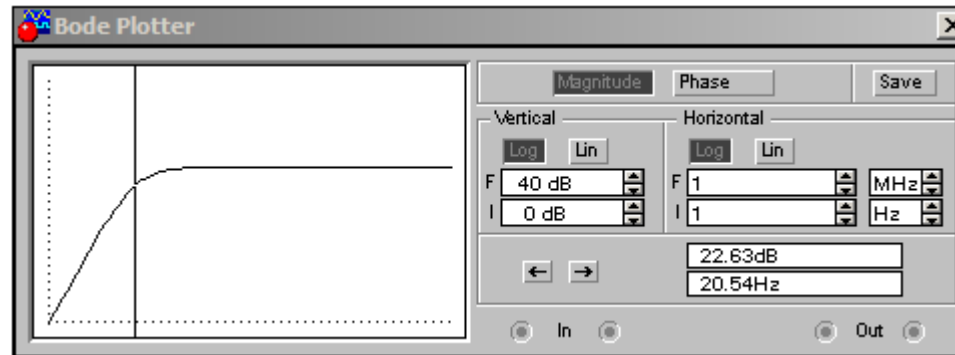 Bode Plotter
Magnitude Phase Save
Vertical Horizontal
Log Lin Log Lin
F 40 dB F 1 MHz
I 0 dB I 1 Hz
22.63dB
20.54Hz
In Out